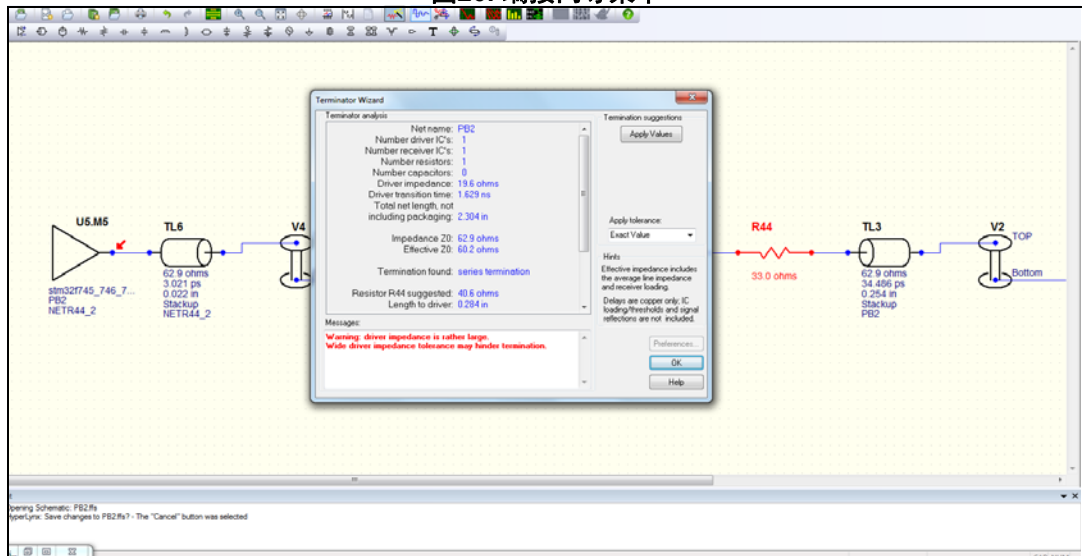 Terminator Wizard
Terminator analysis
Net name: PB2
Number driver IC's: 1
Number receiver IC's: 1
Number resistors: 1
Number capacitors: 0
Driver impedance: 19.6 ohms
Driver transition time: 1.629 ns
Total net length, not
including packaging: 2.304 in
Impedance Z0: 62.9 ohms
Effective Z0: 60.2 ohms
Termination found: series termination
Resistor R44 suggested: 40.6 ohms
Length to driver: 0.284 in
Messages:
Warning: driver impedance is rather large.
Wide driver impedance tolerance may hinder termination.
Termination suggestions
Apply Values
Apply tolerance:
Exact Value
Hints
Effective impedance includes
the average line impedance
and receiver loading.
Delays are copper only; IC
loading/thresholds and signal
reflections are not included.
Preferences...
OK
Help
U5.M5
stm32f745_746_7...
PB2
NETR44_2
TL6
62.9 ohms
3.021 ps
0.022 in
Stackup
NETR44_2
V4
R44
33.0 ohms
TL3
62.9 ohms
34.486 ps
0.254 in
Stackup
PB2
V2
TOP
Bottom
pening Schematic: PB2.ffs
yperLynx: Save changes to PB2.ffs? - The "Cancel" button was selected